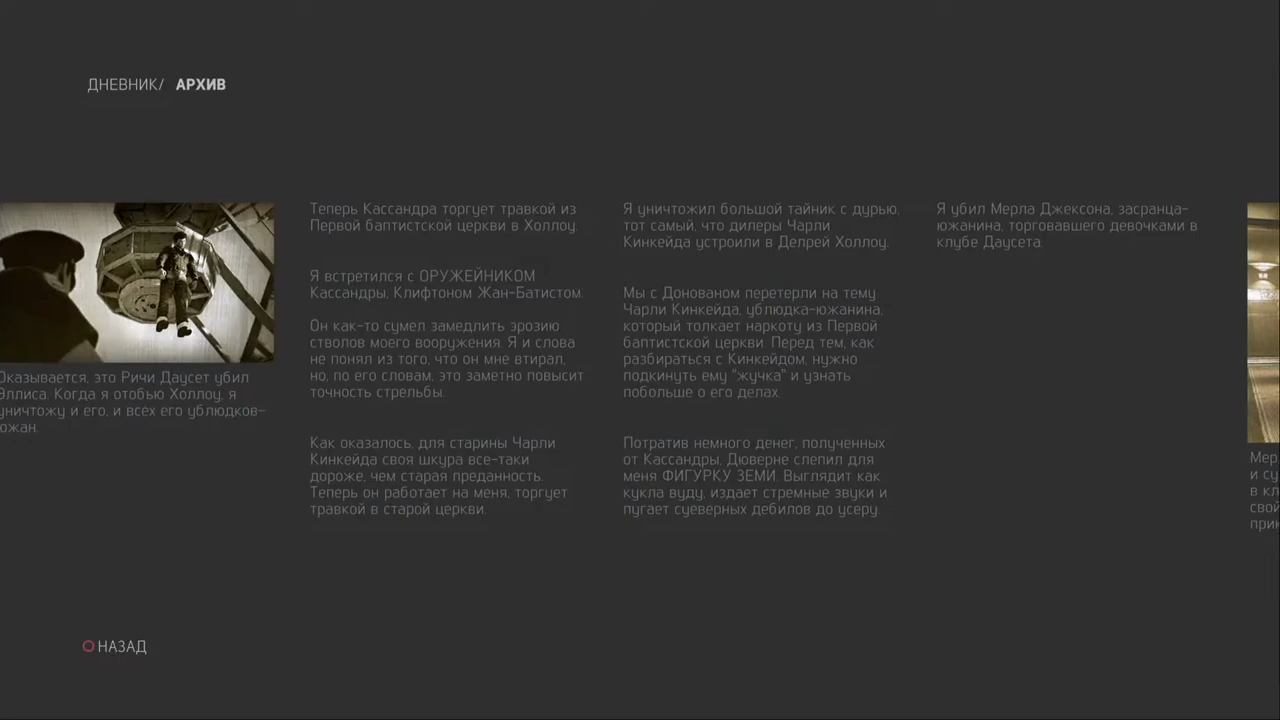 ДНЕВНИК/ АРХИВ
Оказывается, это Ричи Даусет убил
Эллиса. Когда я отобью Холлоу, я
уничтожу и его, и всех его ублюдков-
южан.
Теперь Кассандра торгует травкой из
Первой баптистской церкви в Холлоу.
Я встретился с ОРУЖЕЙНИКОМ
Кассандры, Клифтоном Жан-Батистом.
Он как-то сумел замедлить эрозию
стволов моего вооружения. Я и слова
не понял из того, что он мне втирал,
но, по его словам, это заметно повысит
точность стрельбы.
Как оказалось, для старины Чарли
Кинкейда своя шкура все-таки
дороже, чем старая преданность.
Теперь он работает на меня, торгует
травкой в старой церкви.
Я уничтожил большой тайник с дурью,
тот самый, что дилеры Чарли
Кинкейда устроили в Делрей Холлоу.
Мы с Донованом перетерли на тему
Чарли Кинкейда, ублюдка-южанина,
который толкает наркоту из Первой
баптистской церкви. Перед тем, как
разбираться с Кинкейдом, нужно
подкинуть ему "жучка" и узнать
побольше о его делах.
Потратив немного денег, полученных
от Кассандры, Дюверне слепил для
меня ФИГУРКУ ЗЕМИ. Выглядит как
кукла вуду, издает стремные звуки и
пугает суеверных дебилов до усеру.
Я убил Мерла Джексона, засранца-
южанина, торговавшего девочками в
клубе Даусета.
Мер
и су
в кл
свой
при
НАЗАД